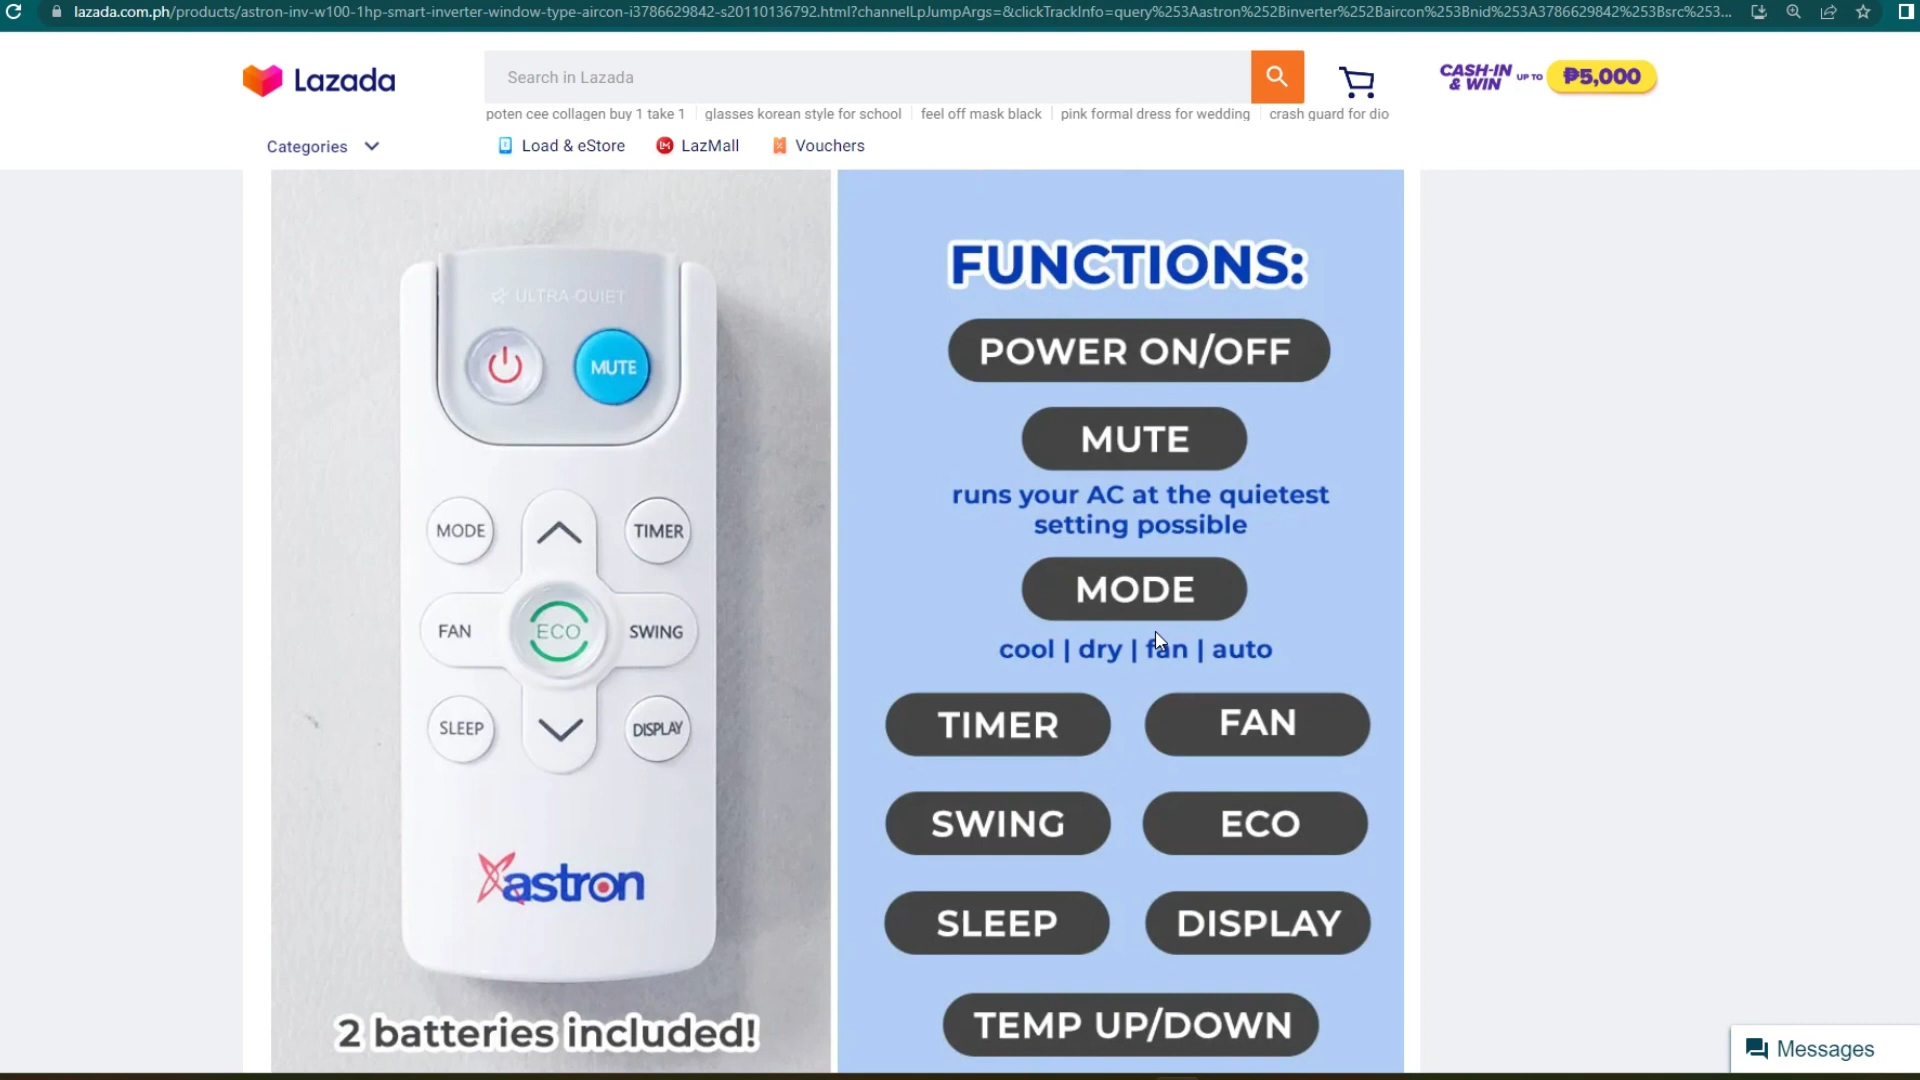 lazada.com.ph/products/astron-inv-w100-1hp-smart-inverter-window-type-aircon-i3786629842-s20110136792.html?channelLpJumpArgs=&clickTrackInfo=query%253Aastron%252Binverter%252Baircon%253Bnid%253A3786629842%253Bsrc%253...
Lazada
Search in Lazada
CASH-IN & WIN UP TO ₱5,000
poten cee collagen buy 1 take 1
glasses korean style for school
feel off mask black
pink formal dress for wedding
crash guard for dio
Categories
Load & eStore
LazMall
Vouchers
ULTRA-QUIET
MUTE
MODE
TIMER
FAN
ECO
SWING
SLEEP
DISPLAY
astron
2 batteries included!
FUNCTIONS:
POWER ON/OFF
MUTE
runs your AC at the quietest
setting possible
MODE
cool | dry | fan | auto
TIMER
FAN
SWING
ECO
SLEEP
DISPLAY
TEMP UP/DOWN
Messages